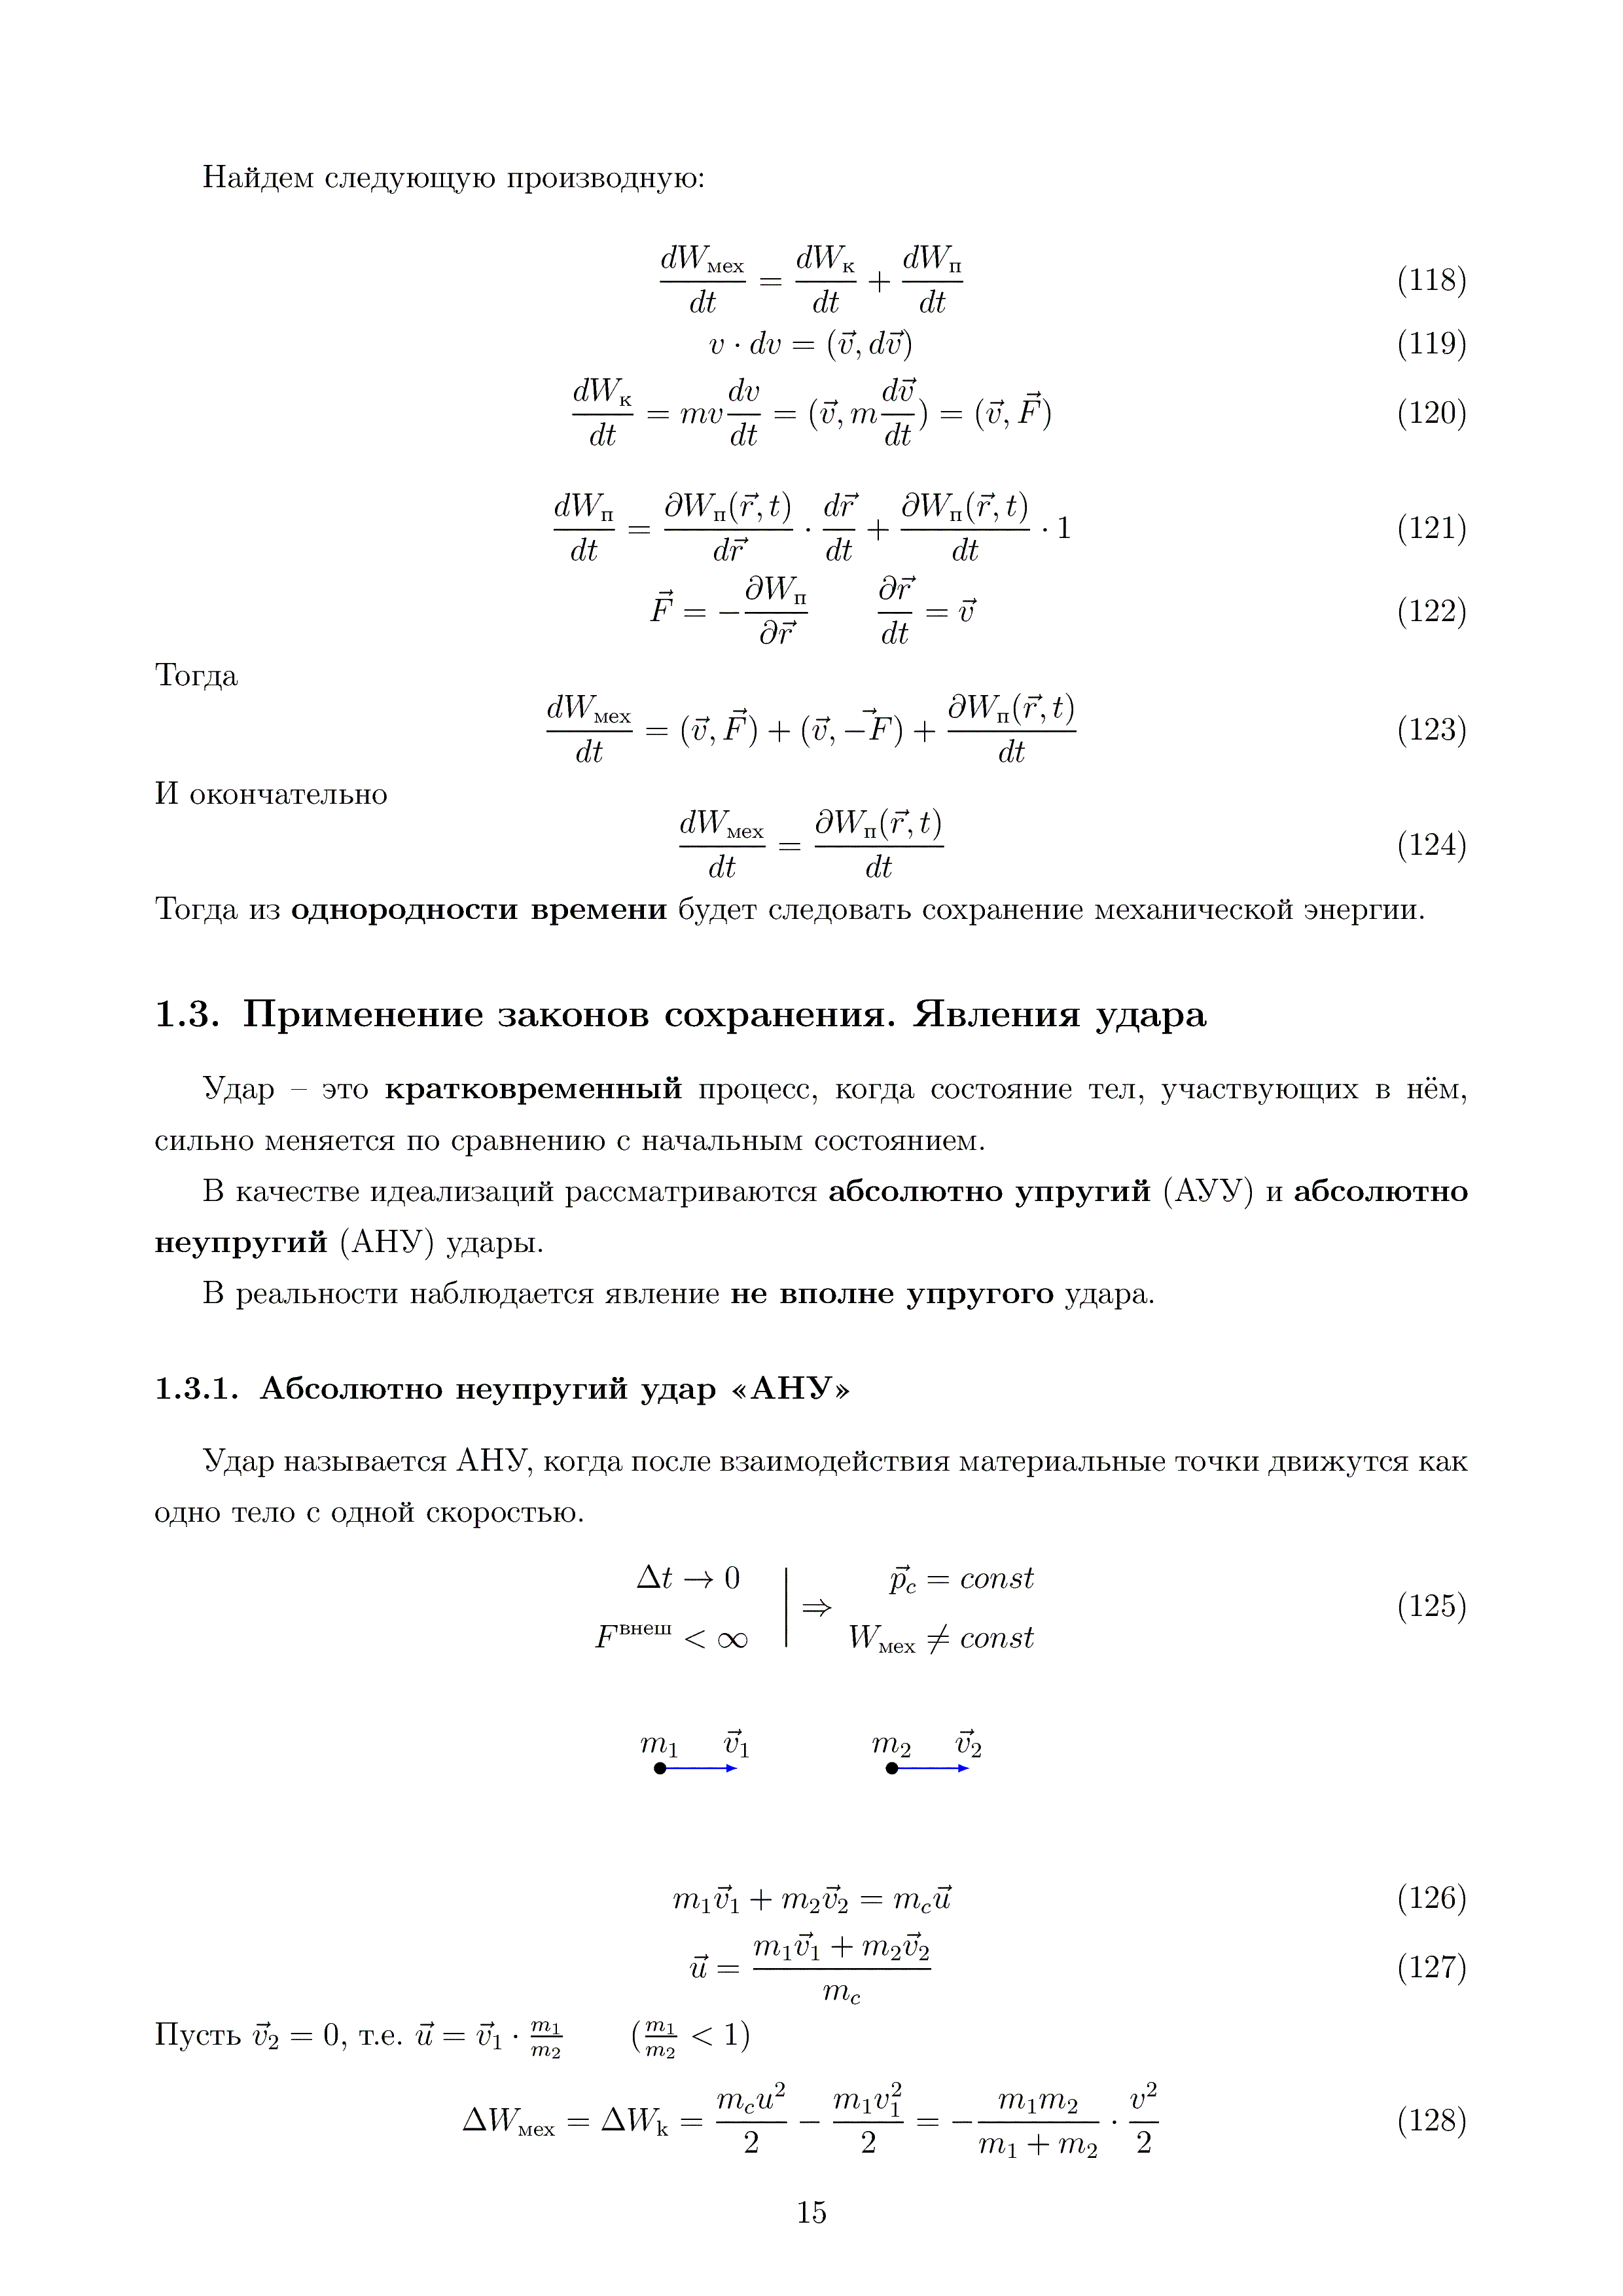 Найдем следующую производную:
$$\frac{dW_{\text{мех}}}{dt} = \frac{dW_{\text{к}}}{dt} + \frac{dW_{\text{п}}}{dt}$$ (118)
$$v \cdot dv = (\vec{v}, d\vec{v})$$ (119)
$$\frac{dW_{\text{к}}}{dt} = mv\frac{dv}{dt} = (\vec{v}, m\frac{d\vec{v}}{dt}) = (\vec{v}, \vec{F})$$ (120)
$$\frac{dW_{\text{п}}}{dt} = \frac{\partial W_{\text{п}}(\vec{r}, t)}{d\vec{r}} \cdot \frac{d\vec{r}}{dt} + \frac{\partial W_{\text{п}}(\vec{r}, t)}{dt} \cdot 1$$ (121)
$$\vec{F} = -\frac{\partial W_{\text{п}}}{\partial \vec{r}} \qquad \frac{\partial \vec{r}}{dt} = \vec{v}$$ (122)
Тогда
$$\frac{dW_{\text{мех}}}{dt} = (\vec{v}, \vec{F}) + (\vec{v}, \vec{-F}) + \frac{\partial W_{\text{п}}(\vec{r}, t)}{dt}$$ (123)
И окончательно
$$\frac{dW_{\text{мех}}}{dt} = \frac{\partial W_{\text{п}}(\vec{r}, t)}{dt}$$ (124)
Тогда из однородности времени будет следовать сохранение механической энергии.
1.3. Применение законов сохранения. Явления удара
Удар – это кратковременный процесс, когда состояние тел, участвующих в нём,
сильно меняется по сравнению с начальным состоянием.
В качестве идеализаций рассматриваются абсолютно упругий (АУУ) и абсолютно
неупругий (АНУ) удары.
В реальности наблюдается явление не вполне упругого удара.
1.3.1. Абсолютно неупругий удар «АНУ»
Удар называется АНУ, когда после взаимодействия материальные точки движутся как
одно тело с одной скоростью.
$$\left.\begin{matrix} \Delta t \to 0 \\ F^{\text{внеш}} < \infty \end{matrix}\right| \Rightarrow \begin{matrix} \vec{p}_c = const \\ W_{\text{мех}} \neq const \end{matrix}$$ (125)
$m_1$ $\vec{v}_1$ $m_2$ $\vec{v}_2$
$$m_1\vec{v}_1 + m_2\vec{v}_2 = m_c\vec{u}$$ (126)
$$\vec{u} = \frac{m_1\vec{v}_1 + m_2\vec{v}_2}{m_c}$$ (127)
Пусть $\vec{v}_2 = 0$, т.е. $\vec{u} = \vec{v}_1 \cdot \frac{m_1}{m_2} \qquad (\frac{m_1}{m_2} < 1)$
$$\Delta W_{\text{мех}} = \Delta W_{\text{k}} = \frac{m_c u^2}{2} - \frac{m_1 v_1^2}{2} = -\frac{m_1 m_2}{m_1 + m_2} \cdot \frac{v^2}{2}$$ (128)
15